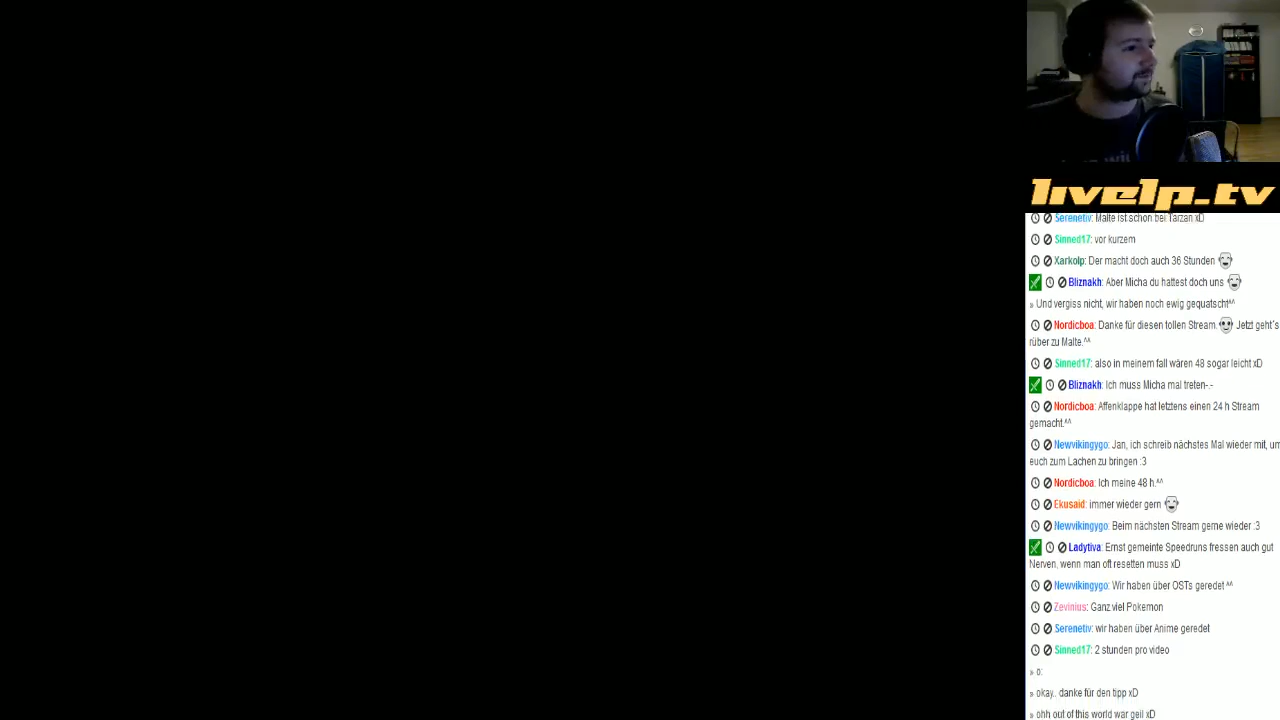 livelp.tv
Serenetiv: Malte ist schon bei Tarzan xD
Sinned17: vor kurzem
Xarkolp: Der macht doch auch 36 Stunden
Bliznakh: Aber Micha du hattest doch uns
» Und vergiss nicht, wir haben noch ewig gequatscht^^
Nordicboa: Danke für diesen tollen Stream. Jetzt geht´s
rüber zu Malte.^^
Sinned17: also in meinem fall wären 48 sogar leicht xD
Bliznakh: Ich muss Micha mal treten-.-
Nordicboa: Affenklappe hat letztens einen 24 h Stream
gemacht.^^
Newvikingygo: Jan, ich schreib nächstes Mal wieder mit, um
euch zum Lachen zu bringen :3
Nordicboa: Ich meine 48 h.^^
Ekusaid: immer wieder gern
Newvikingygo: Beim nächsten Stream gerne wieder :3
Ladytiva: Ernst gemeinte Speedruns fressen auch gut
Nerven, wenn man oft resetten muss xD
Newvikingygo: Wir haben über OSTs geredet ^^
Zevinius: Ganz viel Pokemon
Serenetiv: wir haben über Anime geredet
Sinned17: 2 stunden pro video
» o:
» okay.. danke für den tipp xD
» ohh out of this world war geil xD